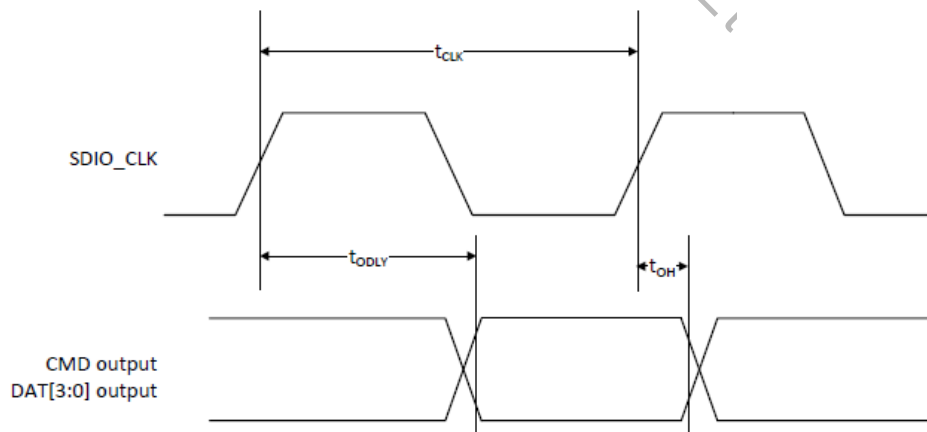 tCLK
SDIO_CLK
tODLY
tOH
CMD output
DAT[3:0] output